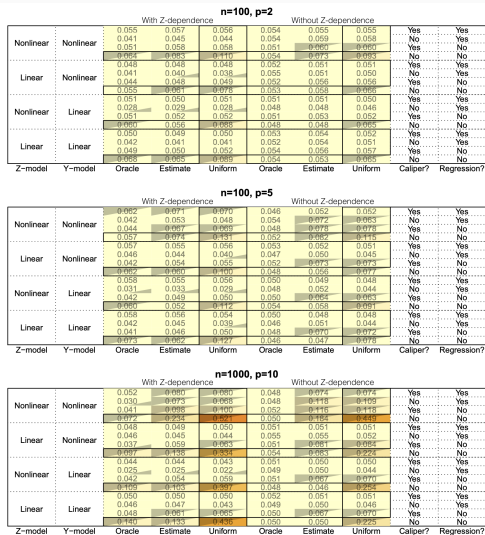 n=100, p=2
With Z-dependence Without Z-dependence
0.055 0.057 0.056 0.054 0.055 0.055 Yes Yes
0.041 0.045 0.044 0.054 0.059 0.058 No Yes
Nonlinear Nonlinear
0.051 0.058 0.058 0.051 0.060 0.060 Yes No
0.064 0.083 0.110 0.054 0.073 0.093 No No
0.048 0.048 0.048 0.052 0.051 0.051 Yes Yes
0.041 0.040 0.038 0.055 0.051 0.050 No Yes
Linear Nonlinear
0.044 0.048 0.049 0.052 0.056 0.056 Yes No
0.055 0.061 0.078 0.053 0.058 0.066 No No
0.051 0.050 0.051 0.051 0.051 0.050 Yes Yes
0.028 0.029 0.028 0.048 0.048 0.046 No Yes
Nonlinear Linear
0.051 0.052 0.052 0.051 0.053 0.052 Yes No
0.060 0.056 0.088 0.048 0.048 0.065 No No
0.050 0.049 0.050 0.053 0.054 0.052 Yes Yes
0.042 0.041 0.041 0.052 0.054 0.051 No Yes
Linear Linear
0.049 0.050 0.052 0.054 0.056 0.057 Yes No
0.068 0.065 0.089 0.054 0.053 0.065 No No
Z−model Y−model Oracle Estimate Uniform Oracle Estimate Uniform Caliper? Regression?
n=100, p=5
With Z-dependence Without Z-dependence
0.062 0.071 0.070 0.046 0.052 0.052 Yes Yes
0.042 0.053 0.048 0.054 0.072 0.063 No Yes
Nonlinear Nonlinear
0.044 0.067 0.069 0.048 0.078 0.078 Yes No
0.057 0.074 0.131 0.052 0.082 0.115 No No
0.057 0.055 0.056 0.053 0.052 0.051 Yes Yes
0.046 0.044 0.040 0.047 0.050 0.045 No Yes
Linear Nonlinear
0.042 0.054 0.055 0.052 0.073 0.073 Yes No
0.062 0.060 0.100 0.048 0.056 0.077 No No
0.058 0.055 0.056 0.050 0.049 0.048 Yes Yes
0.031 0.033 0.029 0.048 0.052 0.044 No Yes
Nonlinear Linear
0.042 0.049 0.050 0.050 0.064 0.063 Yes No
0.060 0.052 0.112 0.054 0.058 0.091 No No
0.058 0.056 0.054 0.050 0.048 0.048 Yes Yes
0.042 0.045 0.039 0.046 0.051 0.044 No Yes
Linear Linear
0.041 0.046 0.050 0.048 0.070 0.072 Yes No
0.073 0.062 0.127 0.046 0.047 0.078 No No
Z−model Y−model Oracle Estimate Uniform Oracle Estimate Uniform Caliper? Regression?
n=1000, p=10
With Z-dependence Without Z-dependence
0.052 0.080 0.080 0.048 0.074 0.074 Yes Yes
0.030 0.073 0.068 0.048 0.118 0.109 No Yes
Nonlinear Nonlinear
0.041 0.098 0.100 0.052 0.116 0.118 Yes No
0.072 0.234 0.521 0.050 0.184 0.449 No No
0.048 0.049 0.050 0.051 0.051 0.051 Yes Yes
0.046 0.045 0.044 0.055 0.055 0.052 No Yes
Linear Nonlinear
0.037 0.059 0.063 0.051 0.061 0.064 Yes No
0.097 0.138 0.334 0.054 0.083 0.224 No No
0.044 0.044 0.043 0.051 0.050 0.050 Yes Yes
0.025 0.025 0.022 0.049 0.050 0.044 No Yes
Nonlinear Linear
0.042 0.054 0.059 0.051 0.067 0.070 Yes No
0.109 0.103 0.397 0.048 0.046 0.254 No No
0.050 0.050 0.050 0.052 0.051 0.051 Yes Yes
0.046 0.047 0.043 0.049 0.050 0.046 No Yes
Linear Linear
0.048 0.061 0.065 0.050 0.067 0.070 Yes No
0.140 0.133 0.436 0.050 0.050 0.225 No No
Z−model Y−model Oracle Estimate Uniform Oracle Estimate Uniform Caliper? Regression?